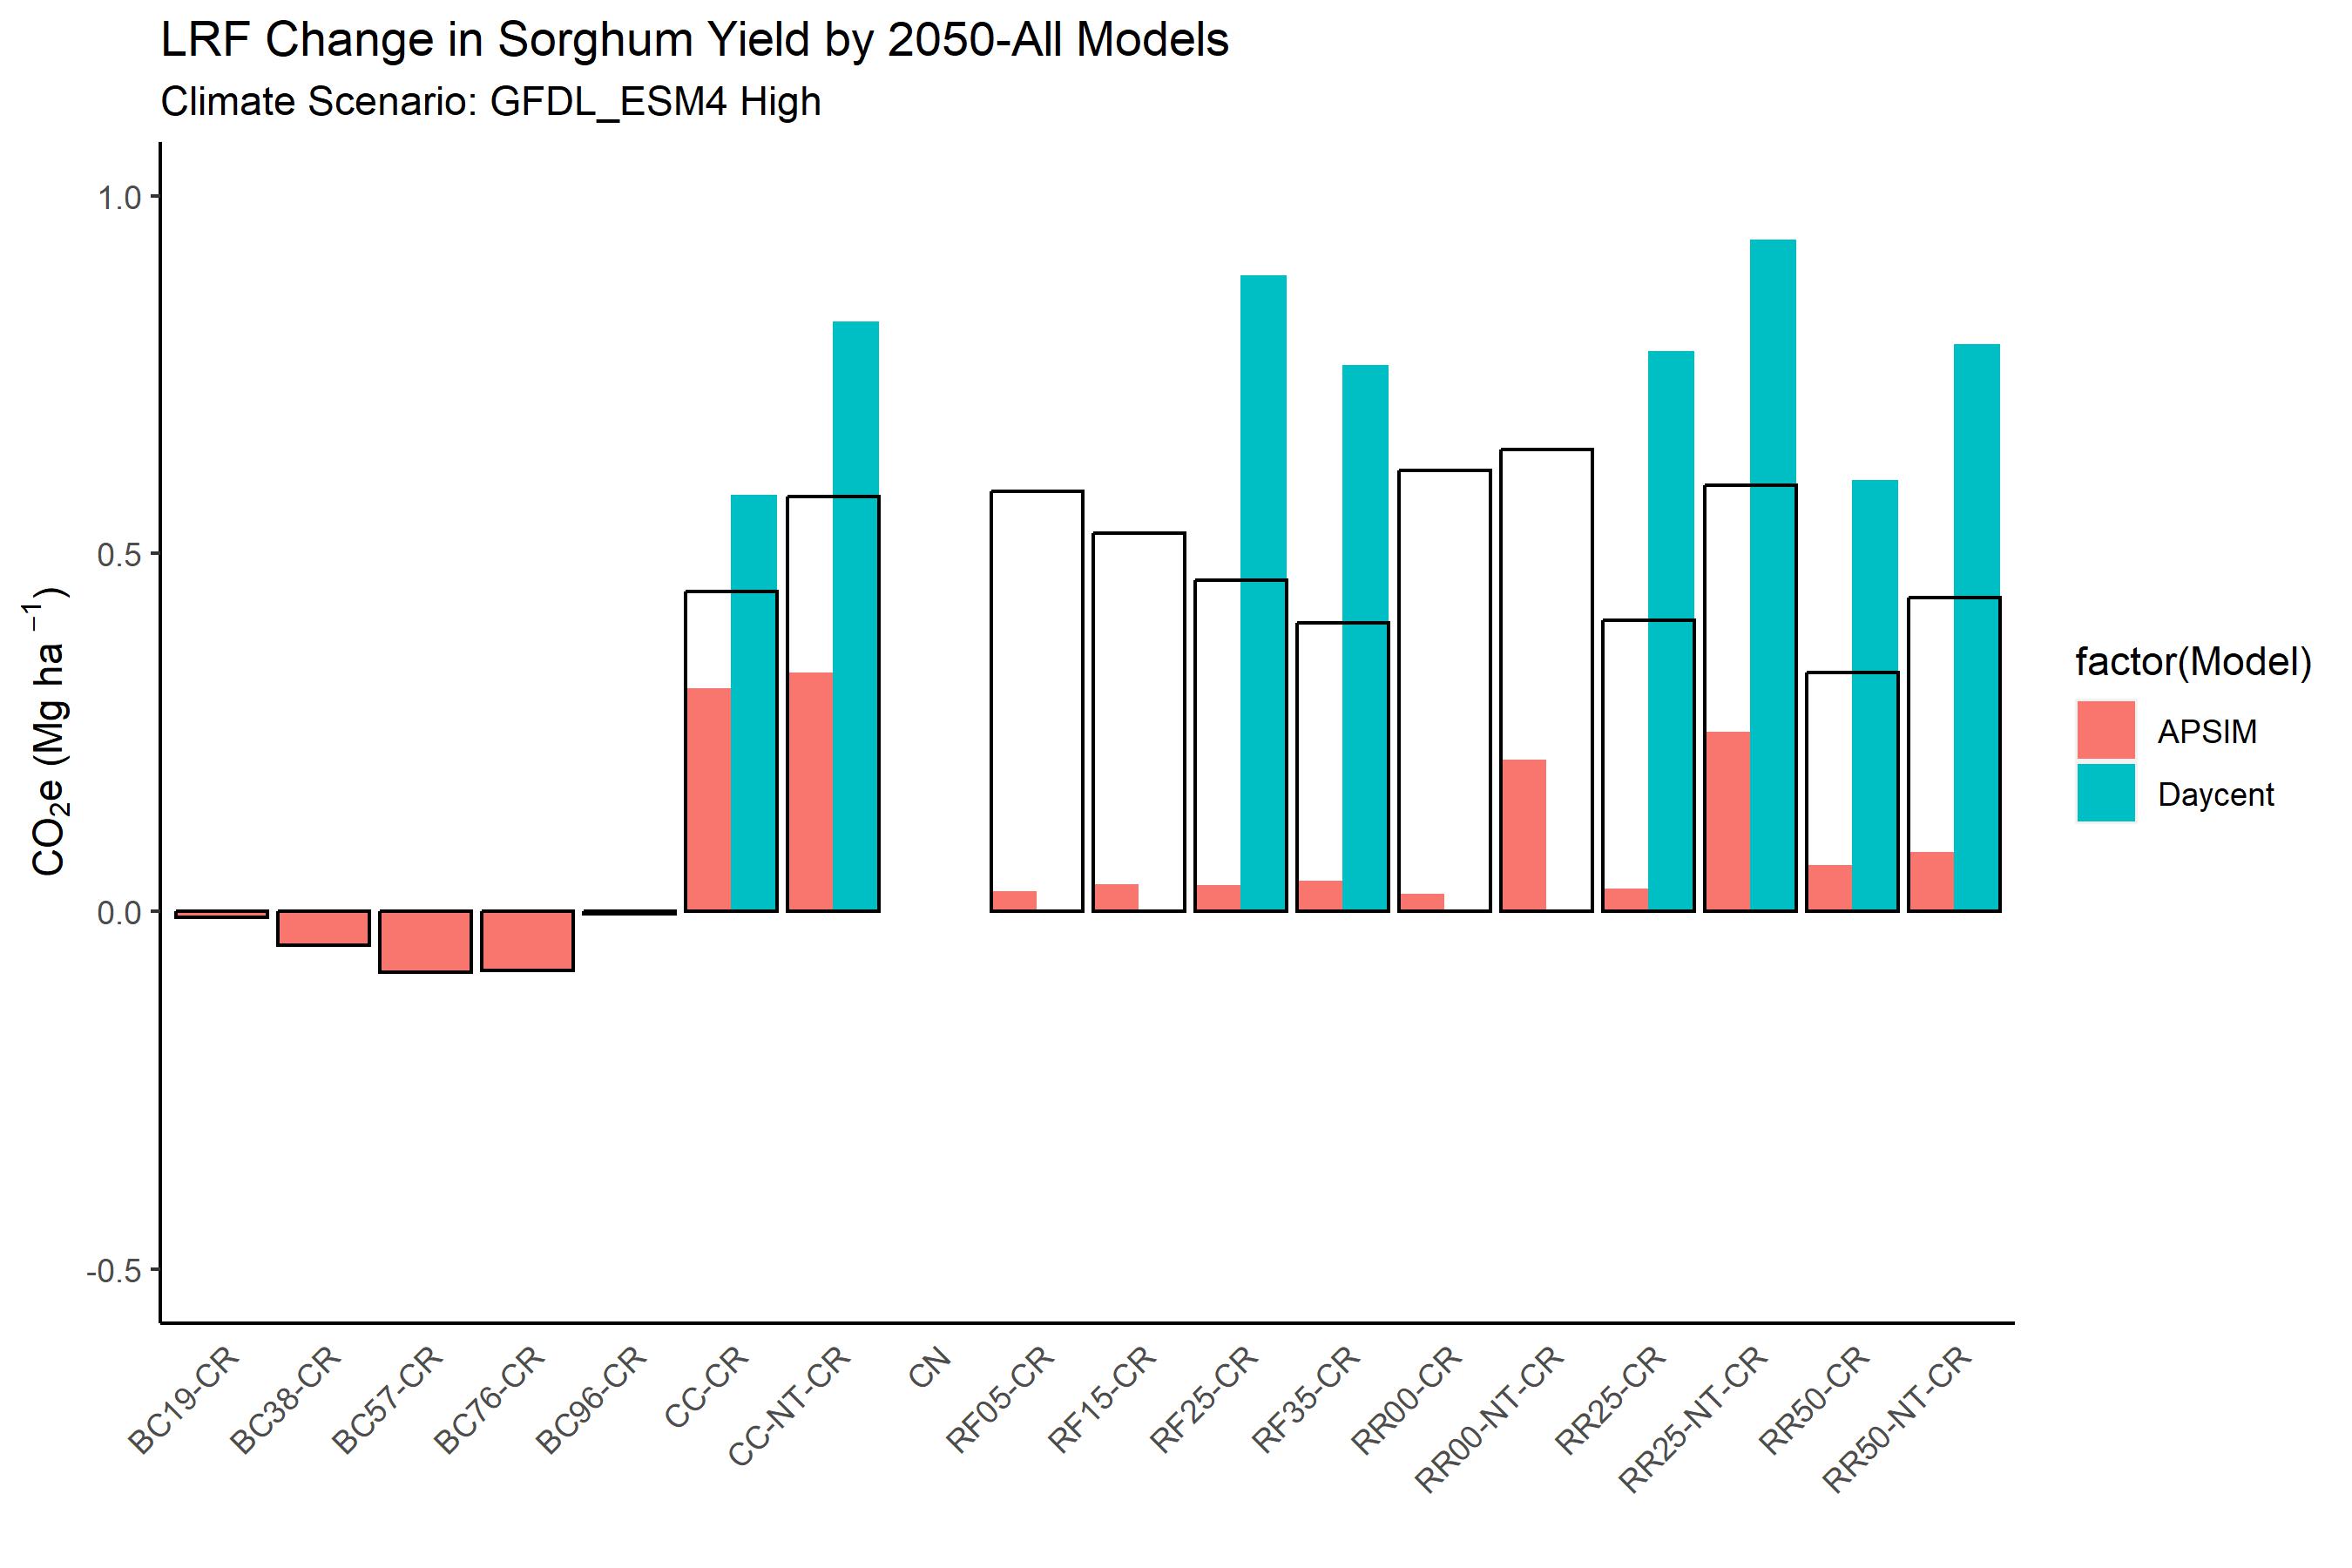 LRF Change in Sorghum Yield by 2050-All Models
Climate Scenario: GFDL_ESM4 High
CO₂e (Mg ha ⁻¹)
1.0
0.5
0.0
-0.5
BC19-CR
BC38-CR
BC57-CR
BC76-CR
BC96-CR
CC-CR
CC-NT-CR
CN
RF05-CR
RF15-CR
RF25-CR
RF35-CR
RR00-CR
RR00-NT-CR
RR25-CR
RR25-NT-CR
RR50-CR
RR50-NT-CR
factor(Model)
APSIM
Daycent